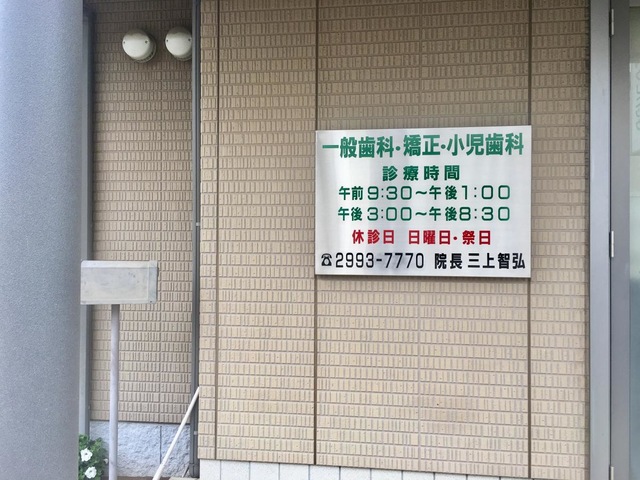 一般歯科・矯正・小児歯科
診療時間
午前9:30〜午後1:00
午後3:00〜午後8:30
休診日 日曜日・祭日
☎2993-7770 院長 三上智弘